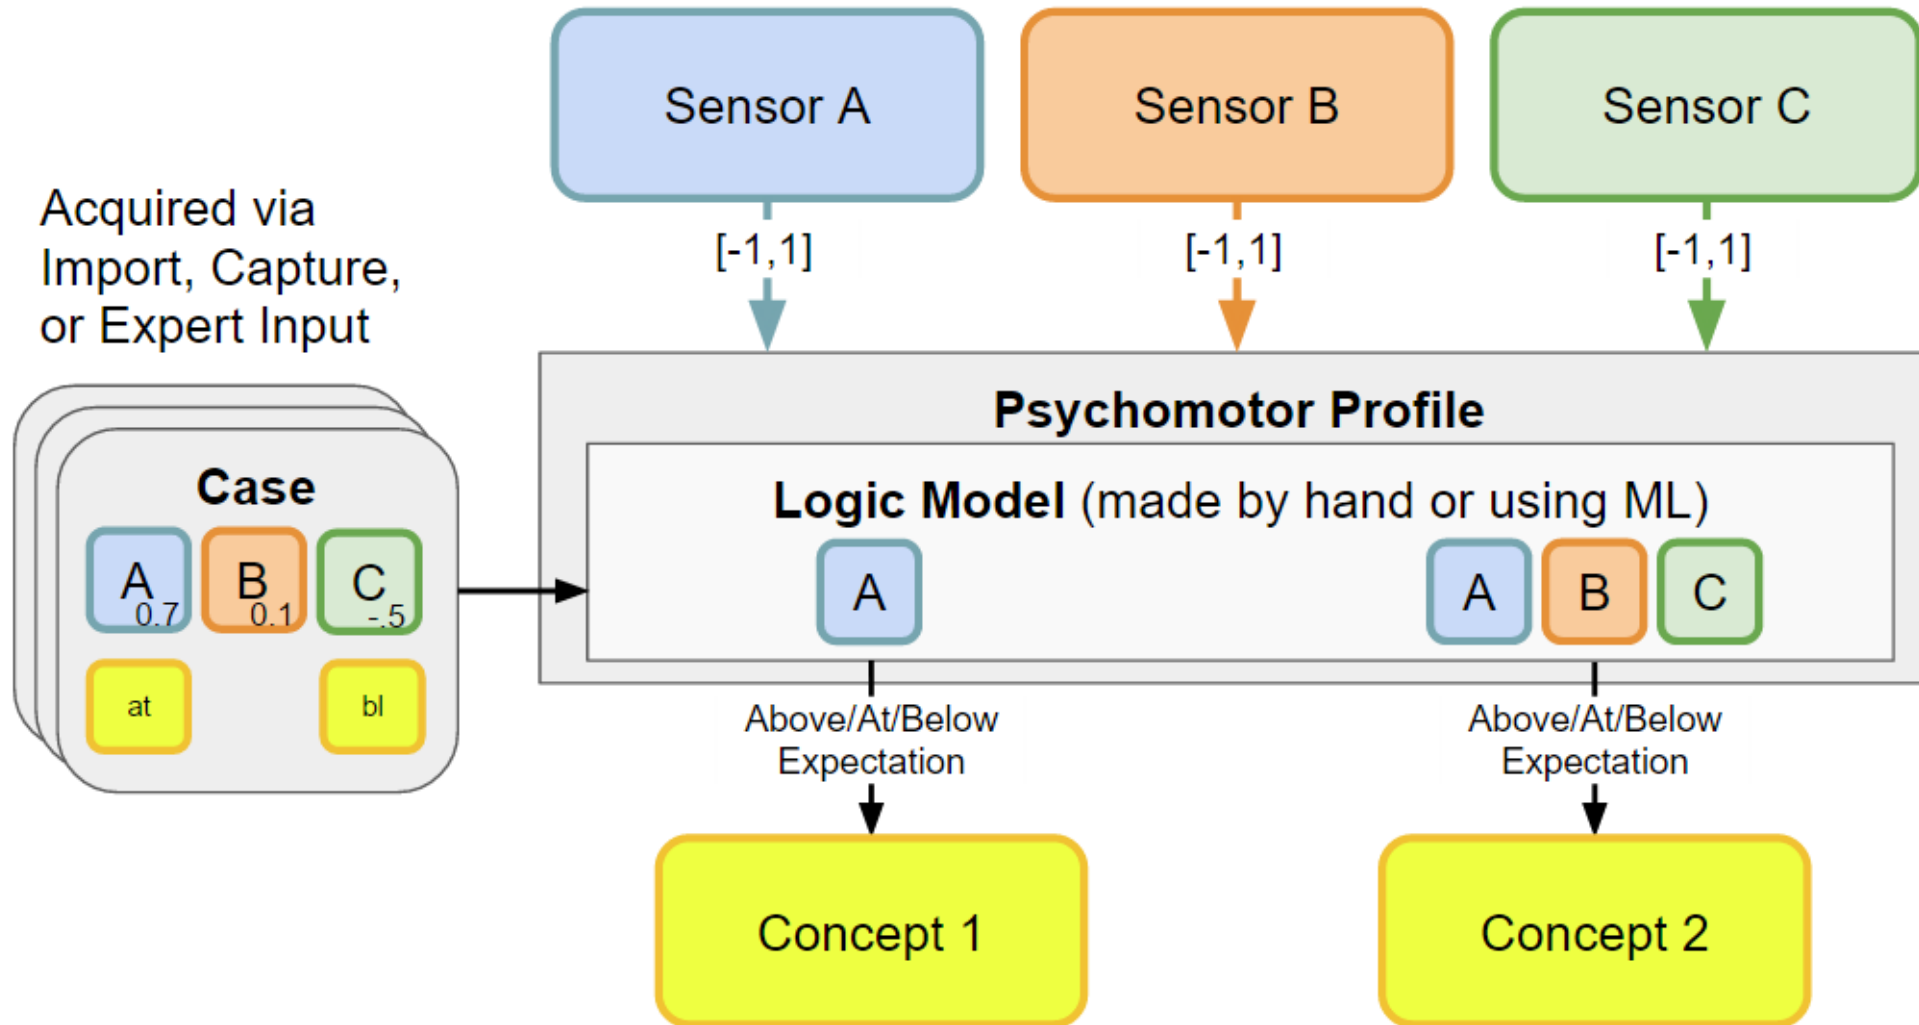 Sensor A
Sensor B
Sensor C
[-1,1]
[-1,1]
[-1,1]
Acquired via
Import, Capture,
or Expert Input
Case
A 0.7
B 0.1
C -.5
at
bl
Psychomotor Profile
Logic Model (made by hand or using ML)
A
A
B
C
Above/At/Below
Expectation
Above/At/Below
Expectation
Concept 1
Concept 2